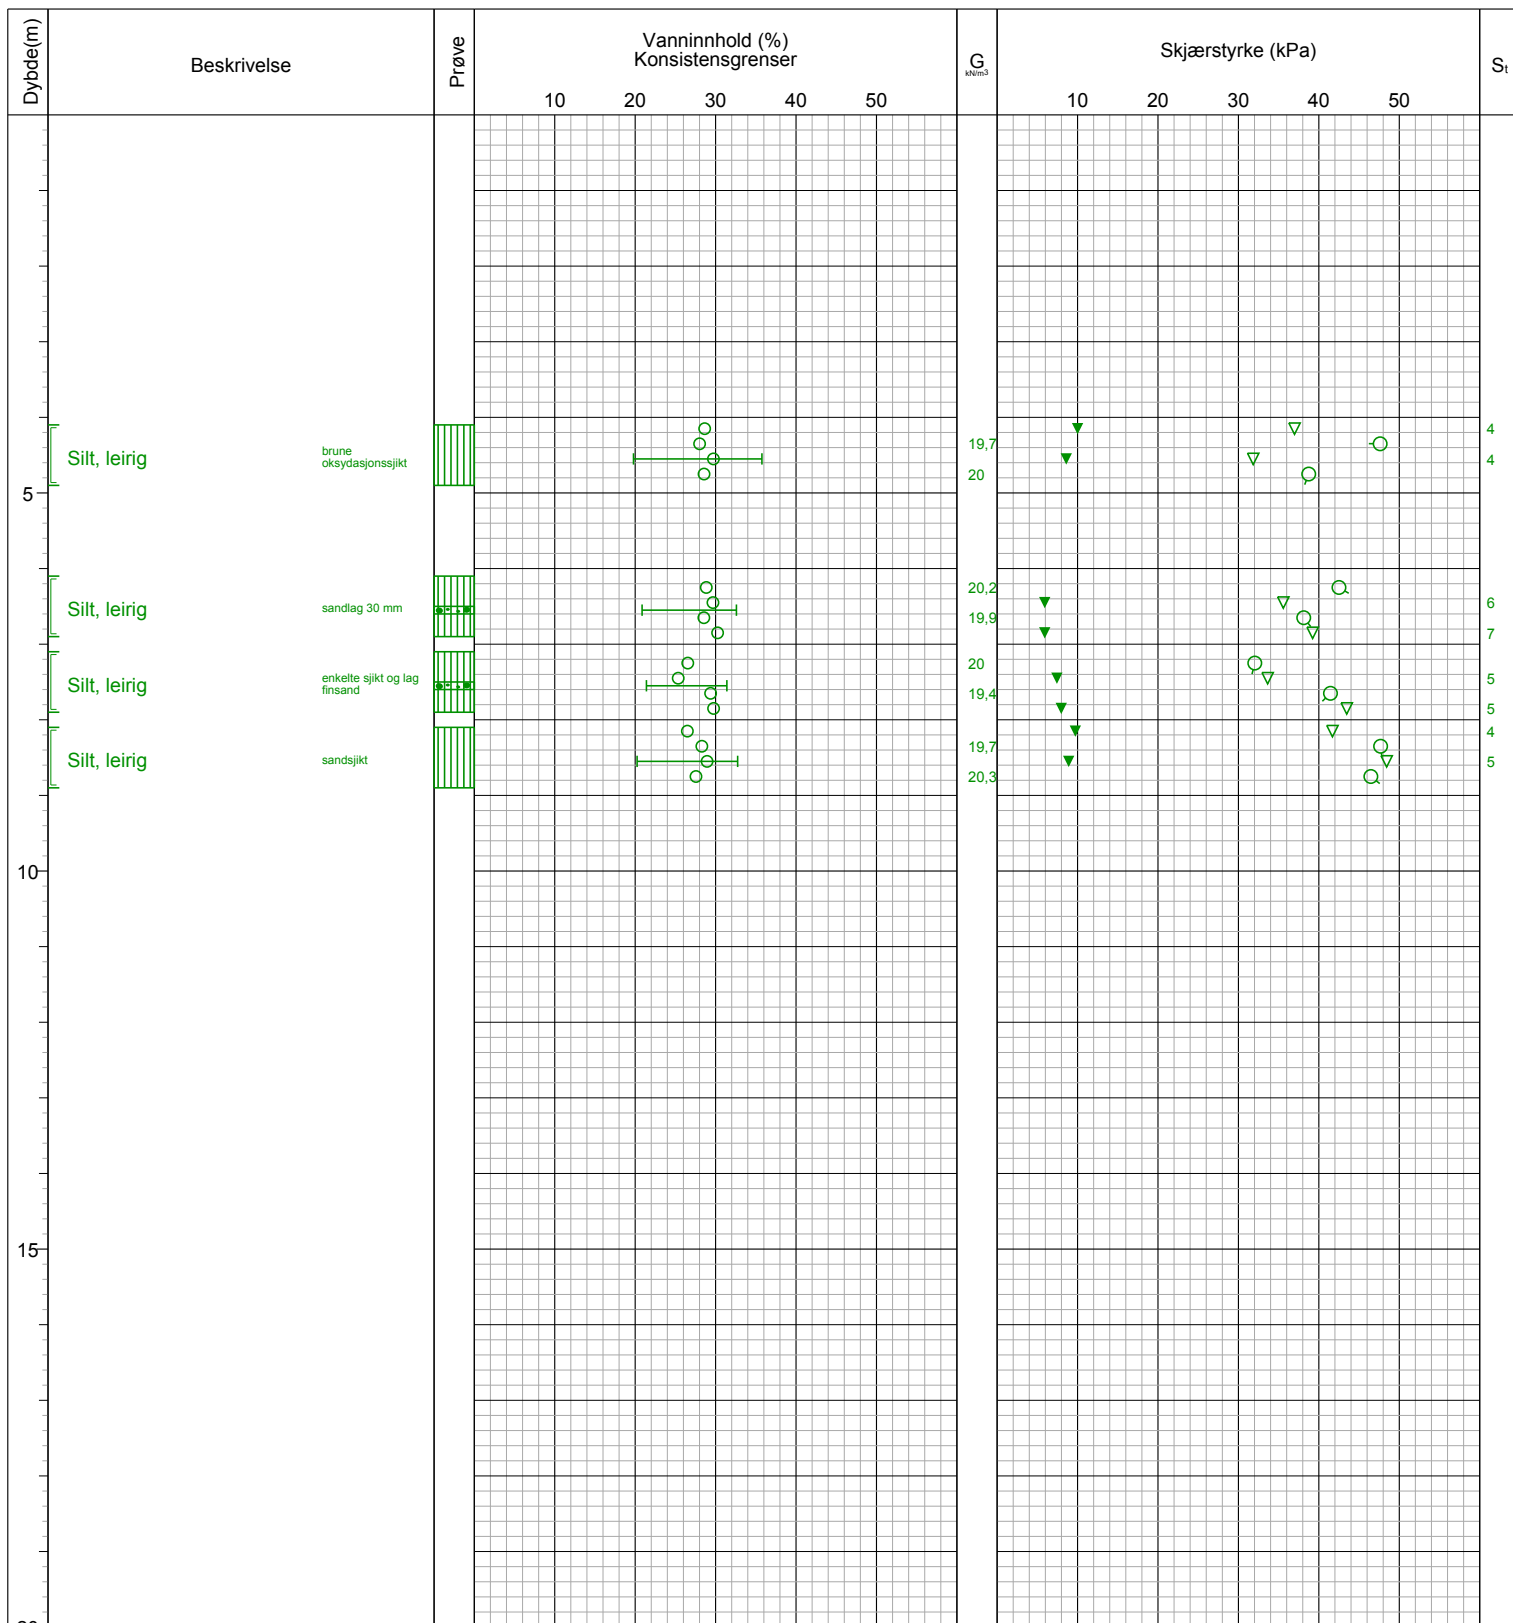 Dybde(m)
Beskrivelse
Prøve
Vanninnhold (%)
Konsistensgrenser
10 20 30 40 50
G
kN/m³
Skjærstyrke (kPa)
10 20 30 40 50
St
4
brune
19,7
Silt, leirig
oksydasjonssjikt
4
20
5
20,2
Silt, leirig
sandlag 30 mm
6
19,9
7
20
Silt, leirig
enkelte sjikt og lag
finsand
5
19,4
5
4
19,7
Silt, leirig
sandsjikt
5
20,3
10
15